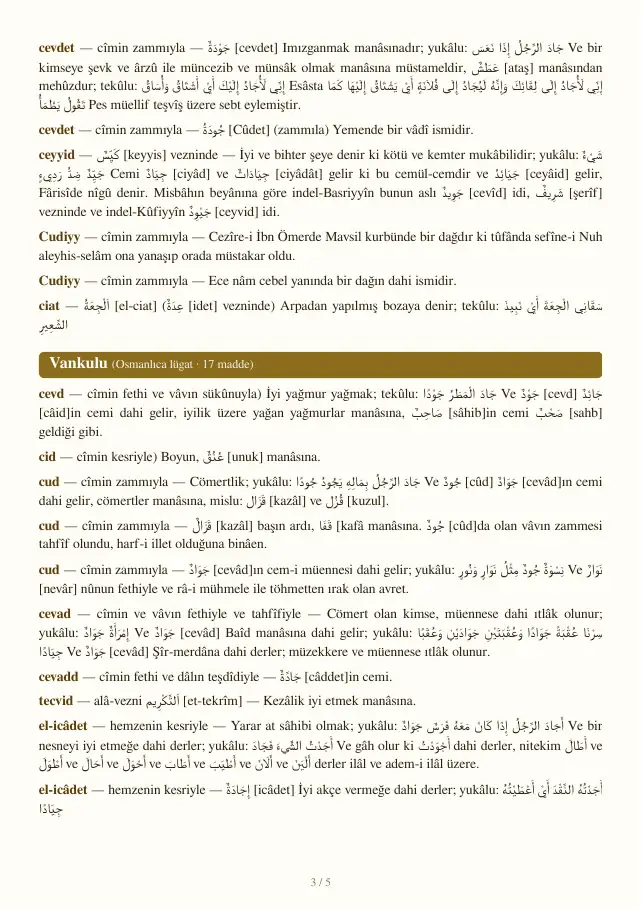 cevdet — cîmin zammıyla — جَوْدَةٌ [cevdet] Imızganmak manâsınadır; yukâlu: جَادَ الرَّجُلُ إِذَا نَعَسَ Ve bir
kimseye şevk ve ârzû ile müncezib ve münsâk olmak manasına müstameldir, عَطَشٌ [ataş] manâsından
mehûzdur; tekûlu: إِنِّي لَأُجَادُ إِلَيْكَ أَيْ أَشْتَاقُ وَأُسَاقُ Esâsta إِنِّي لَأُجَادُ إِلَى لِقَائِكَ وَإِنَّهُ لَيُجَادُ إِلَى فُلَانَةٍ أَيْ يَشْتَاقُ إِلَيْهَا كَمَا
تَقُولُ يَظْمَأُ Pes müellif teşvîş üzere sebt eylemiştir.
cevdet — cîmin zammıyla — جُودَةُ [Cûdet] (zammıla) Yemende bir vâdî ismidir.
ceyyid — كَيِّسٌ [keyyis] vezninde — İyi ve bihter şeye denir ki kötü ve kemter mukâbilidir; yukâlu: شَيْءٌ
جَيِّدٌ ضِدُّ رَدِيءٍ Cemi جِيَادٌ [ciyâd] ve جِيَادَاتٌ [ciyâdât] gelir ki bu cemül-cemdir ve جَيَائِدُ [ceyâid] gelir,
Fârisîde nîgû denir. Misbâhın beyânına göre indel-Basriyyîn bunun aslı جَوِيدٌ [cevîd] idi, شَرِيفٌ [şerîf]
vezninde ve indel-Kûfiyyîn جَيْوِدٌ [ceyvid] idi.
Cudiyy — cîmin zammıyla — Cezîre-i İbn Ömerde Mavsil kurbünde bir dağdır ki tûfânda sefîne-i Nuh
aleyhis-selâm ona yanaşıp orada müstakar oldu.
Cudiyy — cîmin zammıyla — Ece nâm cebel yanında bir dağın dahi ismidir.
ciat — اَلْجِعَةُ [el-ciat] (عِدَةٌ [idet] vezninde) Arpadan yapılmış bozaya denir; tekûlu: سَقَانِي الْجِعَةَ أَيْ نَبِيذَ
الشَّعِيرِ
Vankulu (Osmanlıca lügat · 17 madde)
cevd — cîmin fethi ve vâvın sükûnuyla) İyi yağmur yağmak; tekûlu: جَادَ الْمَطَرُ جَوْدًا Ve جَوْدٌ [cevd] جَائِدٌ
[câid]in cemi dahi gelir, iyilik üzere yağan yağmurlar manâsına, صَاحِبٌ [sâhib]in cemi صَحْبٌ [sahb]
geldiği gibi.
cid — cîmin kesriyle) Boyun, عُنُقٌ [unuk] manâsına.
cud — cîmin zammıyla — Cömertlik; yukâlu: جَادَ الرَّجُلُ بِمَالِهِ يَجُودُ جُودًا Ve جُودٌ [cûd] جَوَادٌ [cevâd]ın cemi
dahi gelir, cömertler manâsına, mislu: قَذَالٍ [kazâl] ve قُذُلٍ [kuzul].
cud — cîmin zammıyla — قَذَالٌ [kazâl] başın ardı, قَفَا [kafâ manâsına. جُودٌ [cûd]da olan vâvın zammesi
tahfîf olundu, harf-i illet olduğuna binâen.
cud — cîmin zammıyla — جَوَادٌ [cevâd]ın cem-i müennesi dahi gelir; yukâlu: نِسْوَةٌ جُودٌ مِثْلُ نَوَارٍ وَنُورٍ Ve نَوَارٌ
[nevâr] nûnun fethiyle ve râ-i mühmele ile töhmetten ırak olan avret.
cevad — cîmin ve vâvın fethiyle ve tahfîfiyle — Cömert olan kimse, müennese dahi ıtlâk olunur;
yukâlu: إِمْرَأَةٌ جَوَادٌ Ve جَوَادٌ [cevâd] Baîd manâsına dahi gelir; yukâlu: سِرْنَا عُقْبَةً جَوَادًا وَعُقْبَتَيْنِ جَوَادَيْنِ وَعُقَبًا
جِيَادًا Ve جَوَادٌ [cevâd] Şîr-merdâna dahi derler; müzekkere ve müennese ıtlâk olunur.
cevadd — cîmin fethi ve dâlın teşdîdiyle — جَادَّةٌ [câddet]in cemi.
tecvid — alâ-vezni اَلتَّكْرِيم [et-tekrîm] — Kezâlik iyi etmek manâsına.
el-icâdet — hemzenin kesriyle — Yarar at sâhibi olmak; yukâlu: أَجَادَ الرَّجُلُ إِذَا كَانَ مَعَهُ فَرَسٌ جَوَادٌ Ve bir
nesneyi iyi etmeğe dahi derler; yukâlu: أَجَدْتُ الشَّيْءَ فَجَادَ Ve gâh olur ki أَجْوَدْتُ dahi derler, nitekim أَطَالَ ve
أَطْوَلَ ve أَحَالَ ve أَحْوَلَ ve أَطَابَ ve أَطْيَبَ ve أَلَانَ ve أَلْيَنَ derler ilâl ve adem-i ilâl üzere.
el-icâdet — hemzenin kesriyle — إِجَادَةٌ [icâdet] İyi akçe vermeğe dahi derler; yukâlu: أَجَدْتُهُ النَّقْدَ أَيْ أَعْطَيْتُهُ
جِيَادًا
3 / 5